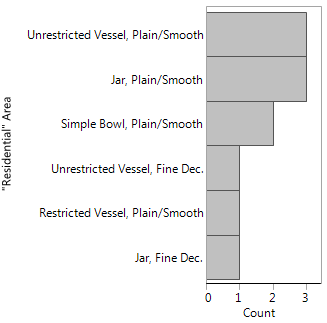 Unrestricted Vessel, Plain/Smooth
Jar, Plain/Smooth
Simple Bowl, Plain/Smooth
Unrestricted Vessel, Fine Dec.
Restricted Vessel, Plain/Smooth
Jar, Fine Dec.
"Residential" Area
0 1 2 3
Count